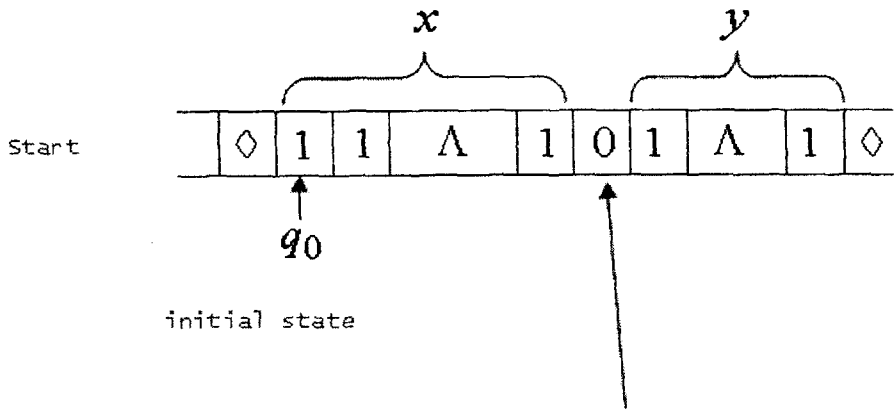 x y
Start ◊ 1 1 Λ 1 0 1 Λ 1 ◊
q0
initial state